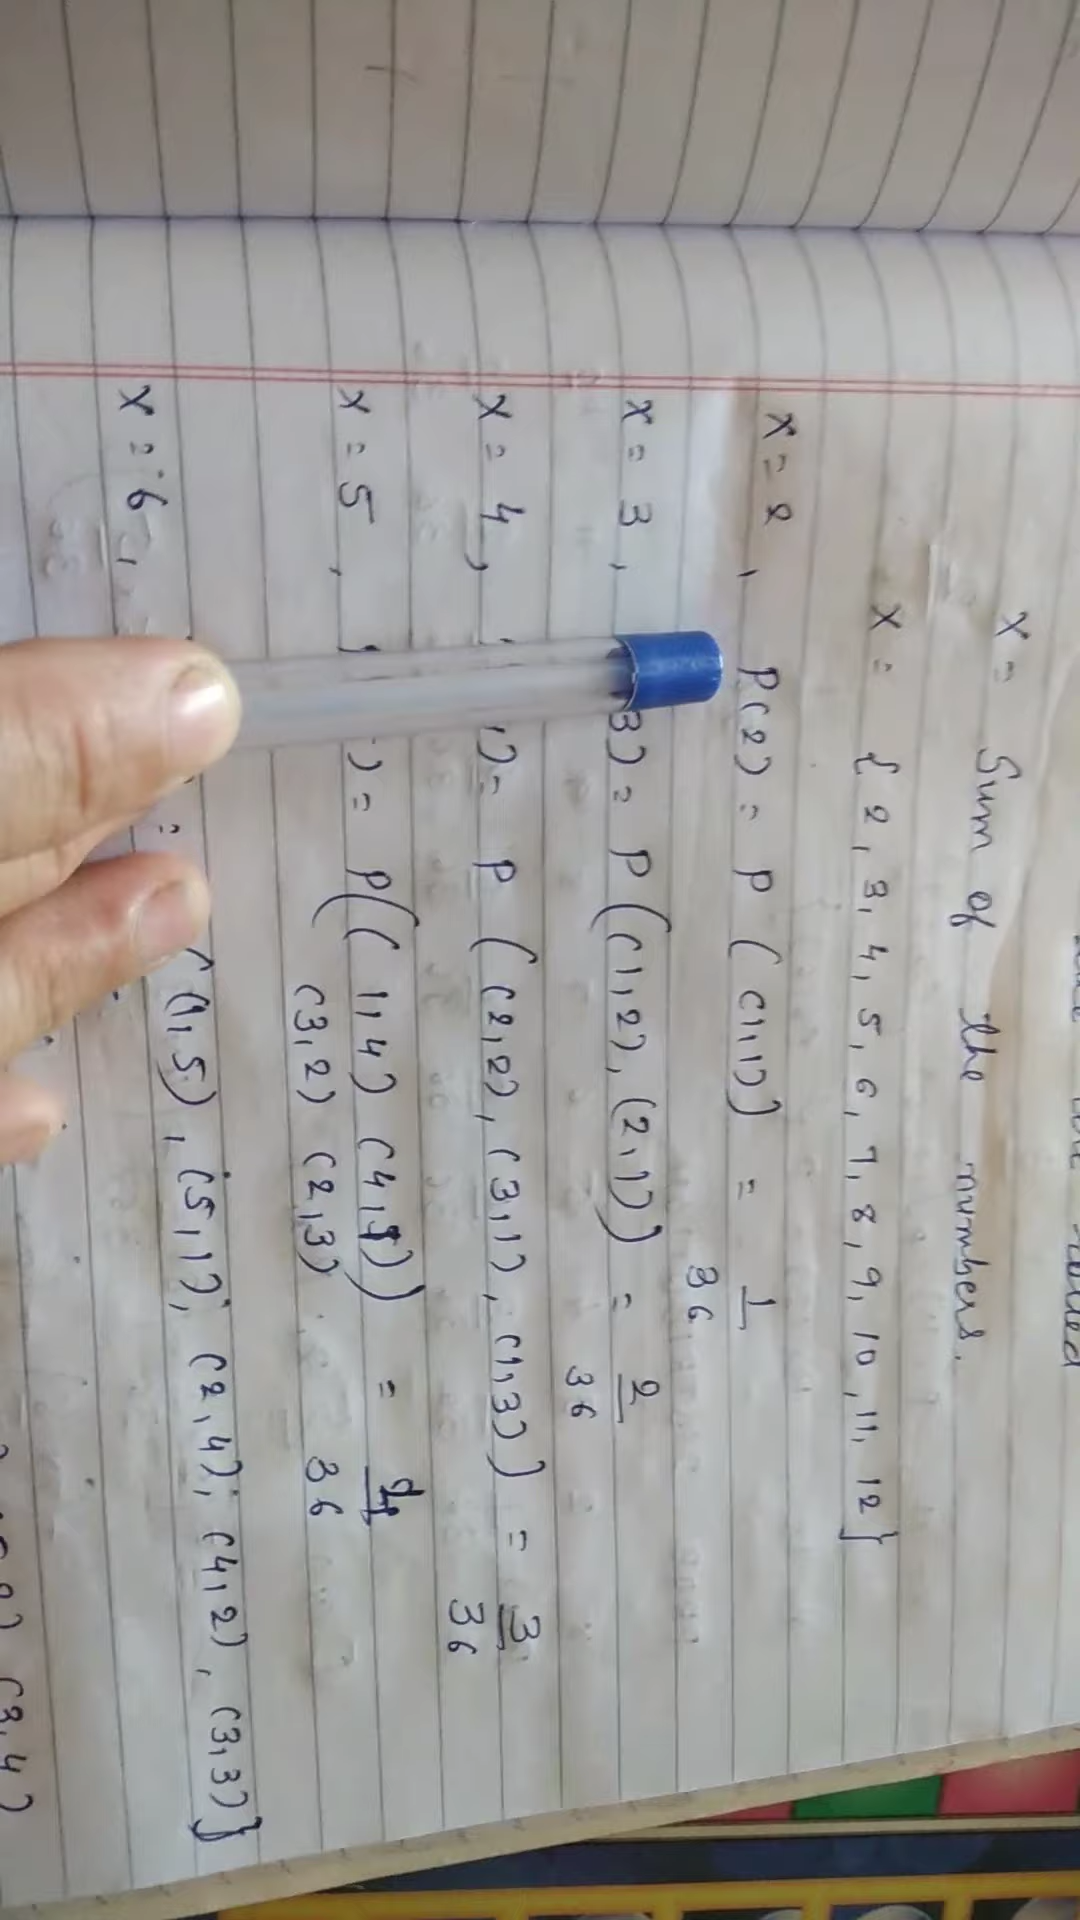 X = Sum of the numbers.
X = { 2, 3, 4, 5, 6, 7, 8, 9, 10, 11, 12 }
X = 2 , P(2) = P ( (1,1) ) = 1/36
X = 3 , 3) = P ( (1,2), (2,1) ) = 2/36
X = 4 , ) = P ( (2,2), (3,1), (1,3) ) = 3/36
X = 5 , ) = P ( ( 1,4) (4,1) ) = 4/36
(3,2) (2,3)
X = 6 , = ( (1,5), (5,1), (2,4), (4,2), (3,3) }
(3,4)